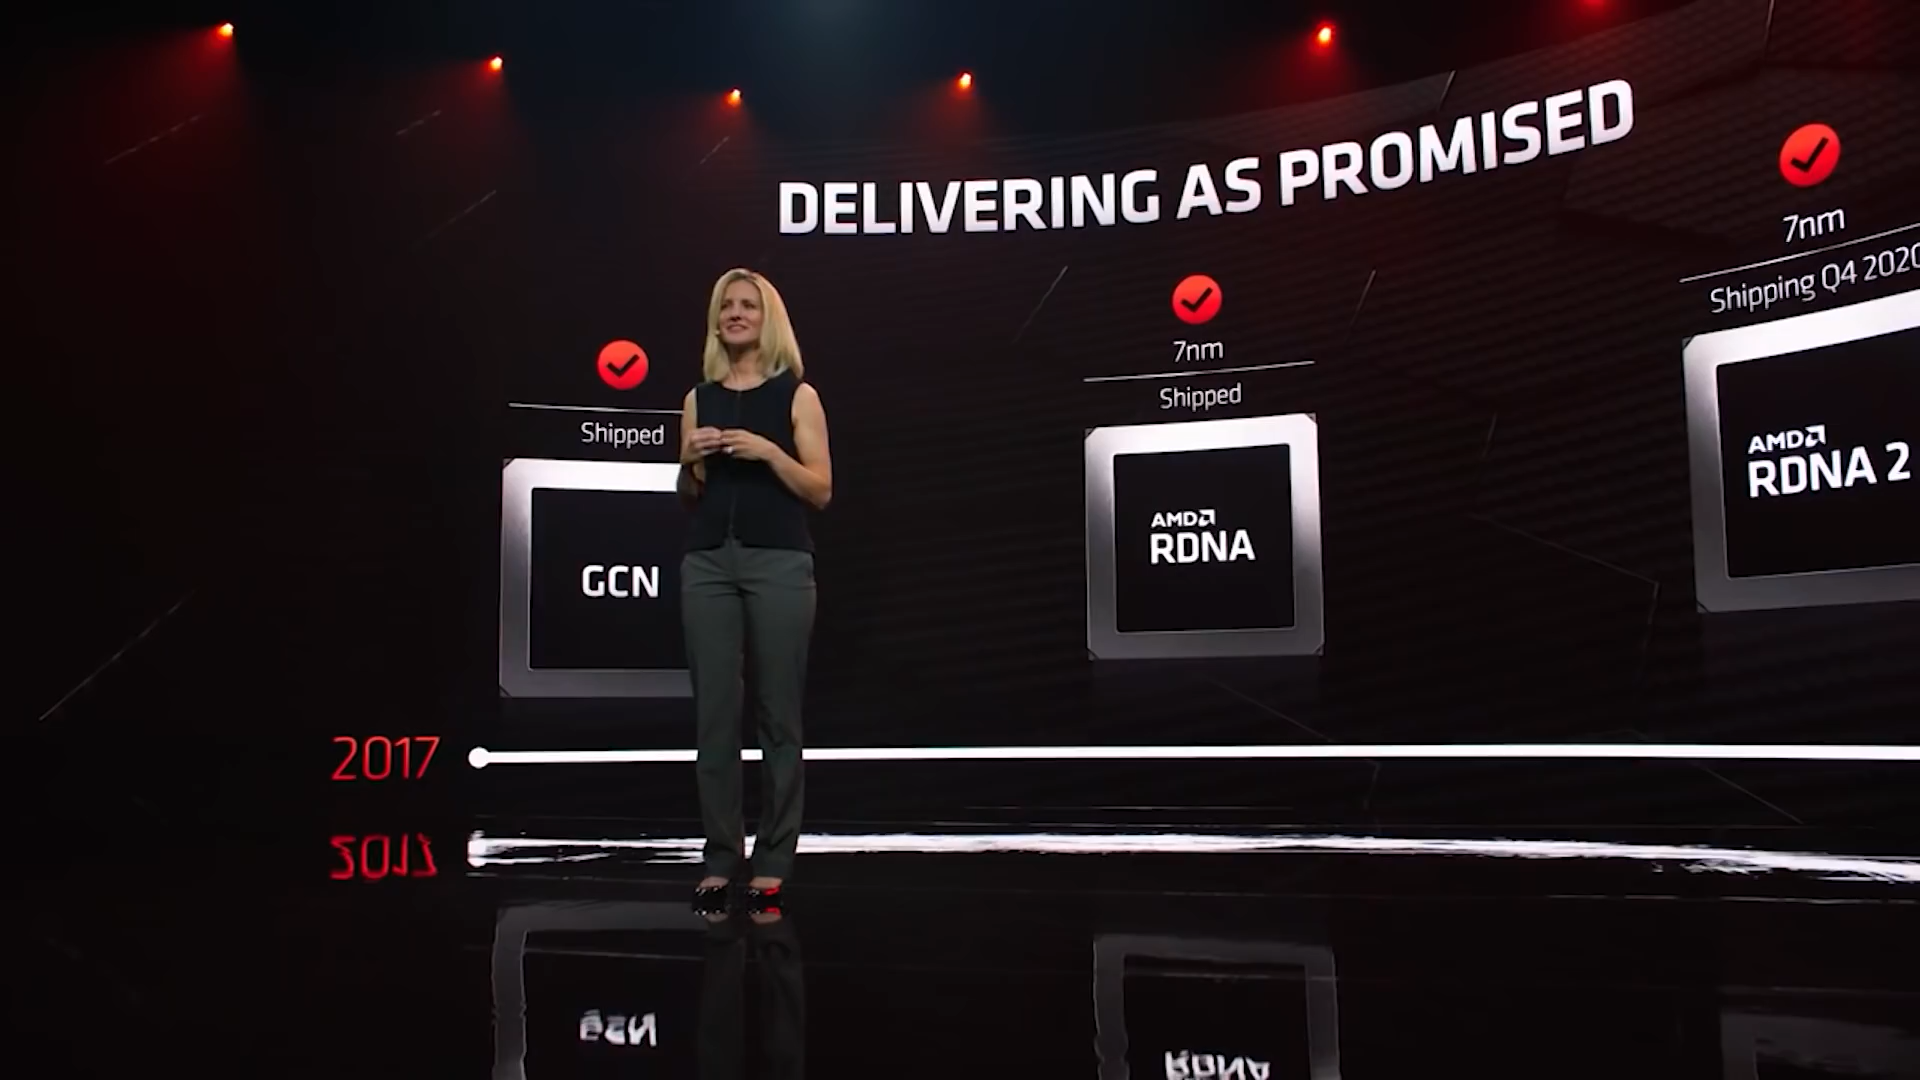 DELIVERING AS PROMISED
Shipped
GCN
7nm
Shipped
AMD
RDNA
7nm
Shipping Q4 2020
AMD
RDNA 2
2017